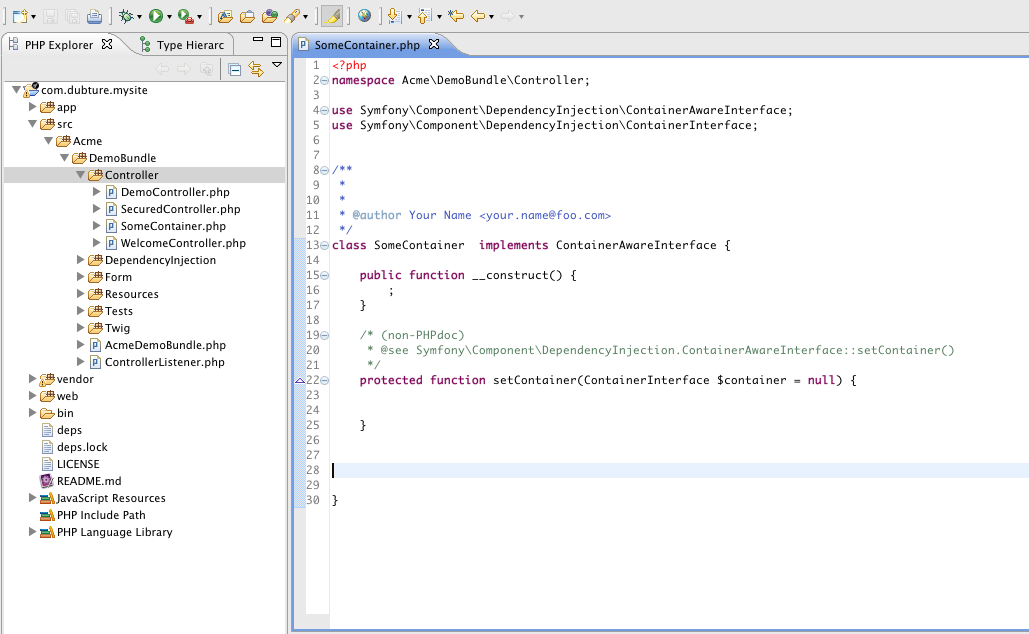 PHP Explorer
Type Hierarc
com.dubture.mysite
app
src
Acme
DemoBundle
Controller
DemoController.php
SecuredController.php
SomeContainer.php
WelcomeController.php
DependencyInjection
Form
Resources
Tests
Twig
AcmeDemoBundle.php
ControllerListener.php
vendor
web
bin
deps
deps.lock
LICENSE
README.md
JavaScript Resources
PHP Include Path
PHP Language Library
SomeContainer.php
1 <?php
2 namespace Acme\DemoBundle\Controller;
3
4 use Symfony\Component\DependencyInjection\ContainerAwareInterface;
5 use Symfony\Component\DependencyInjection\ContainerInterface;
6
7
8 /**
9  *
10  *
11  * @author Your Name <your.name@foo.com>
12  */
13 class SomeContainer  implements ContainerAwareInterface {
14
15     public function __construct() {
16         ;
17     }
18
19     /* (non-PHPdoc)
20      * @see Symfony\Component\DependencyInjection.ContainerAwareInterface::setContainer()
21      */
22     protected function setContainer(ContainerInterface $container = null) {
23
24
25     }
26
27
28
29
30 }